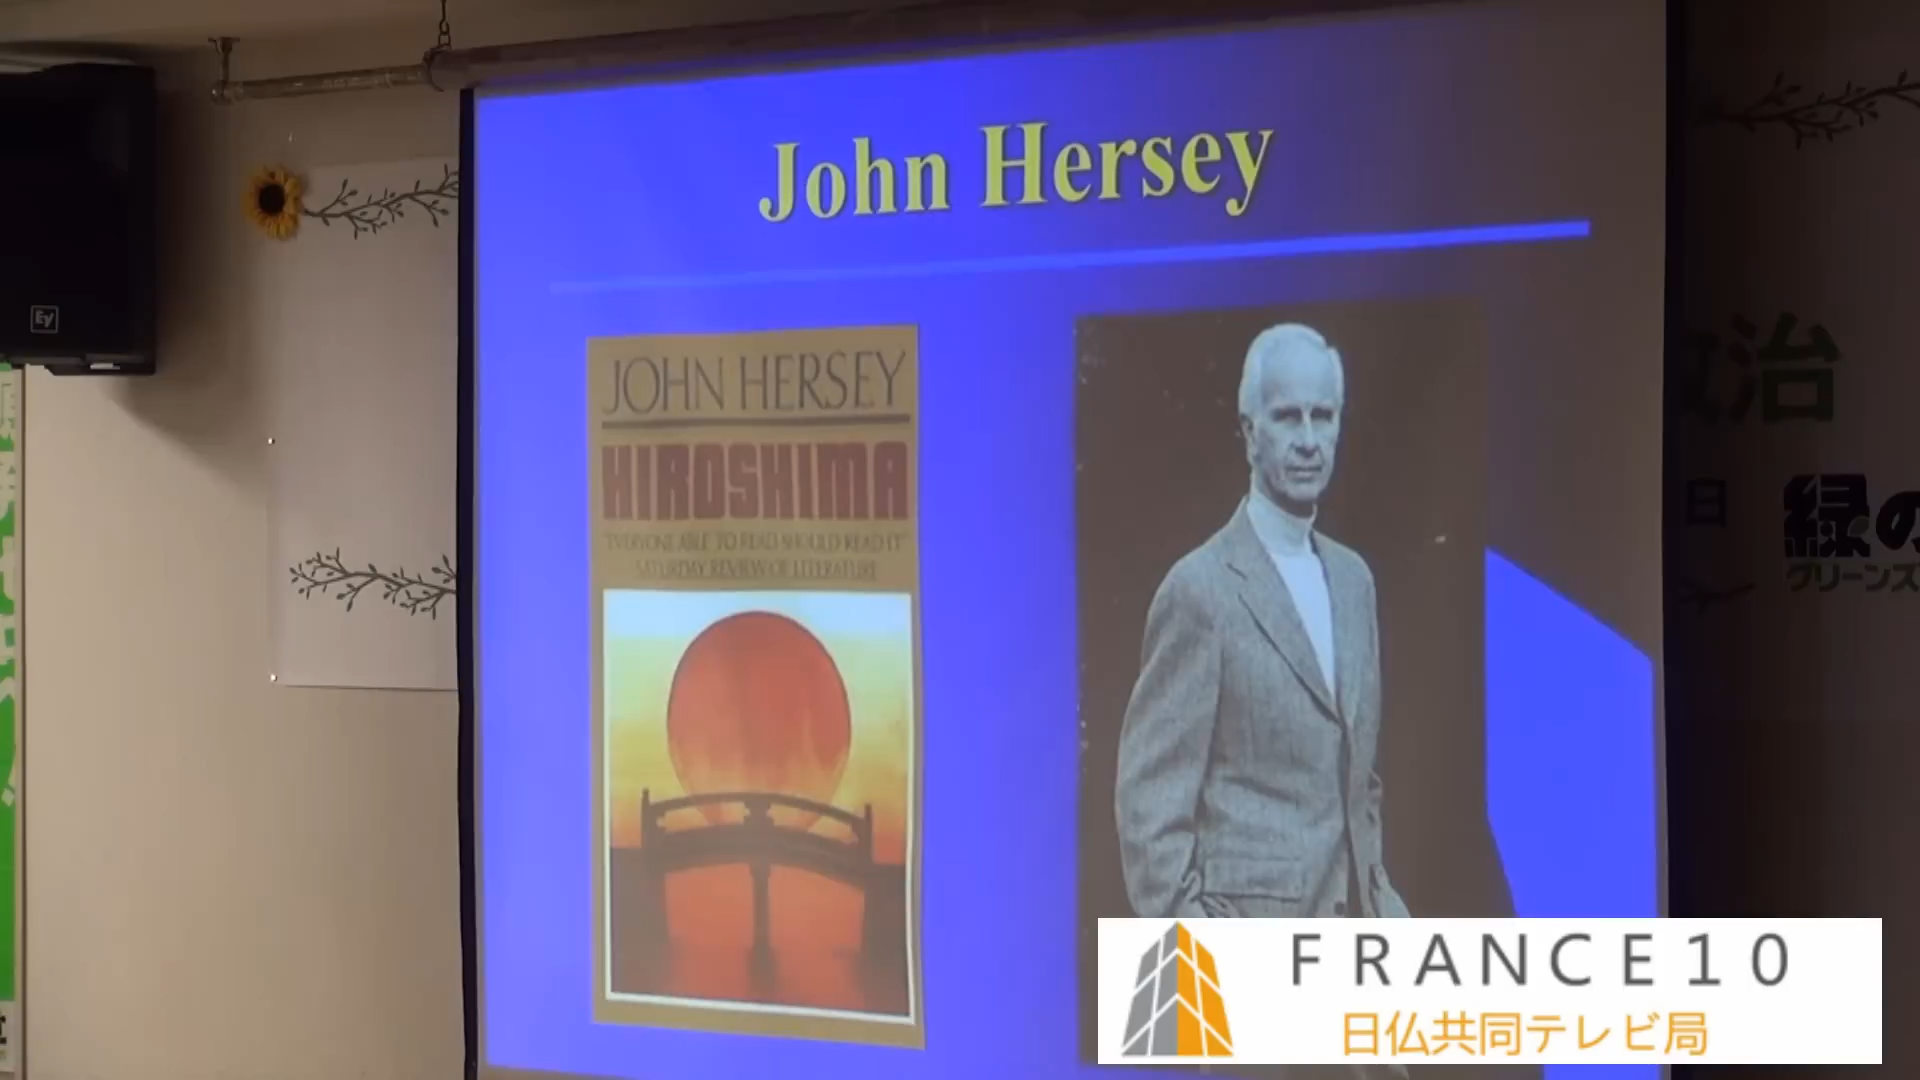 John Hersey
JOHN HERSEY
HIROSHIMA
"EVERYONE ABLE TO READ SHOULD READ IT"
SATURDAY REVIEW OF LITERATURE
EV
治
日
緑の
グリーンズ
FRANCE10
日仏共同テレビ局